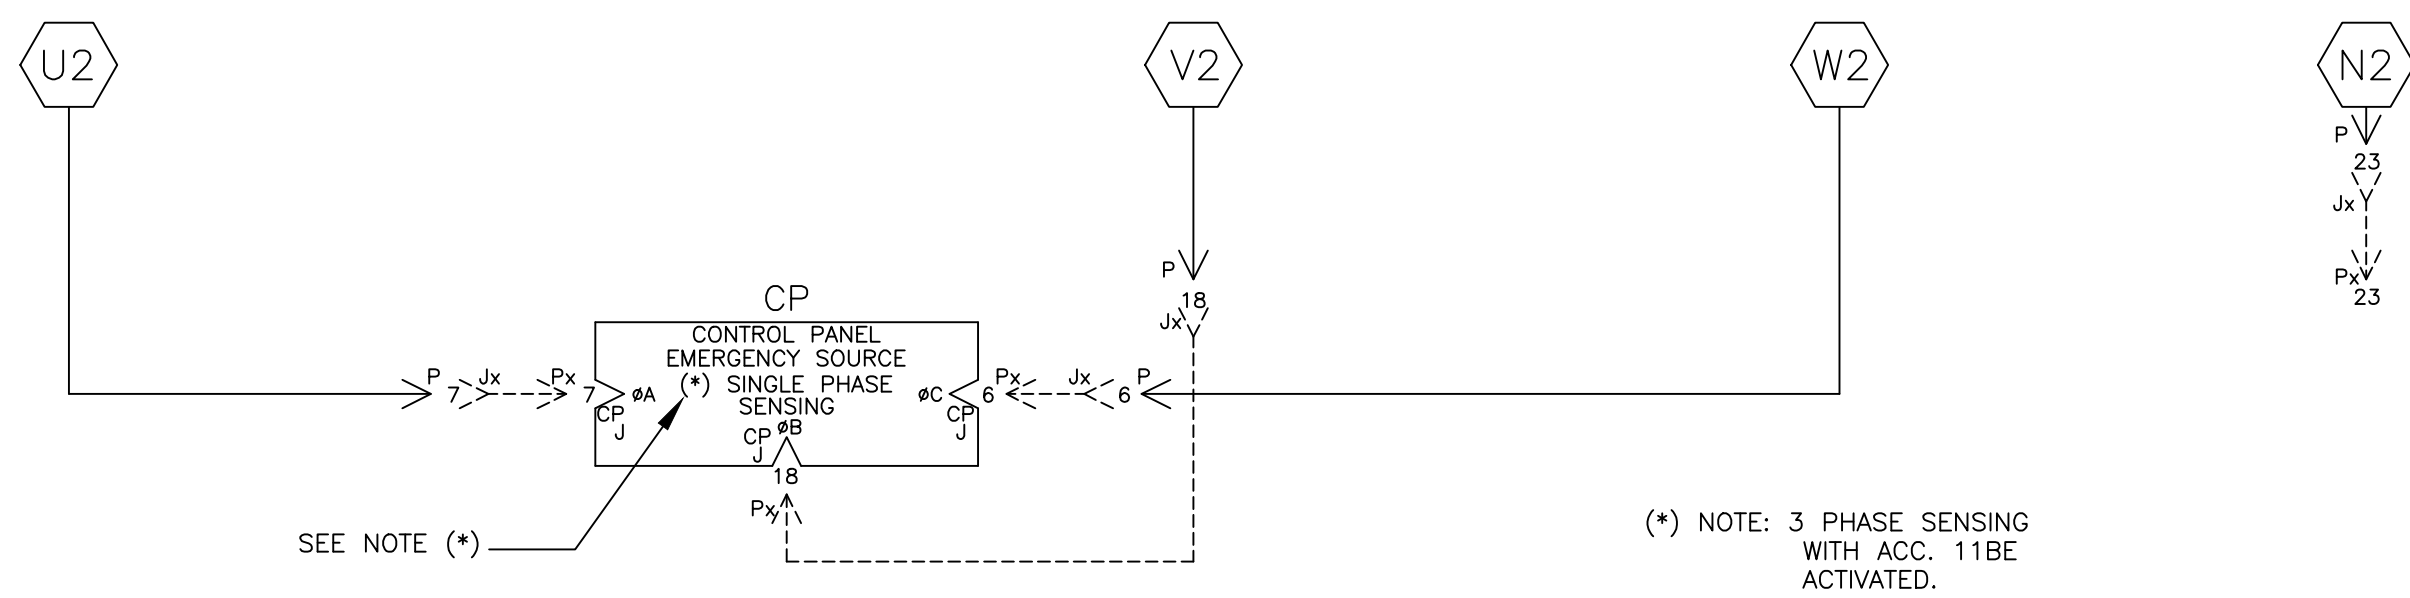 U2
V2
W2
N2
P
23
Jx
Px
23
P
18
Jx
CP
CONTROL PANEL
EMERGENCY SOURCE
(*) SINGLE PHASE
SENSING
P 7 Jx Px 7 øA
CP
J
øC 6 Px Jx 6 P
CP
J
øB
CP
J
18
Px
SEE NOTE (*)
(*) NOTE: 3 PHASE SENSING
WITH ACC. 11BE
ACTIVATED.